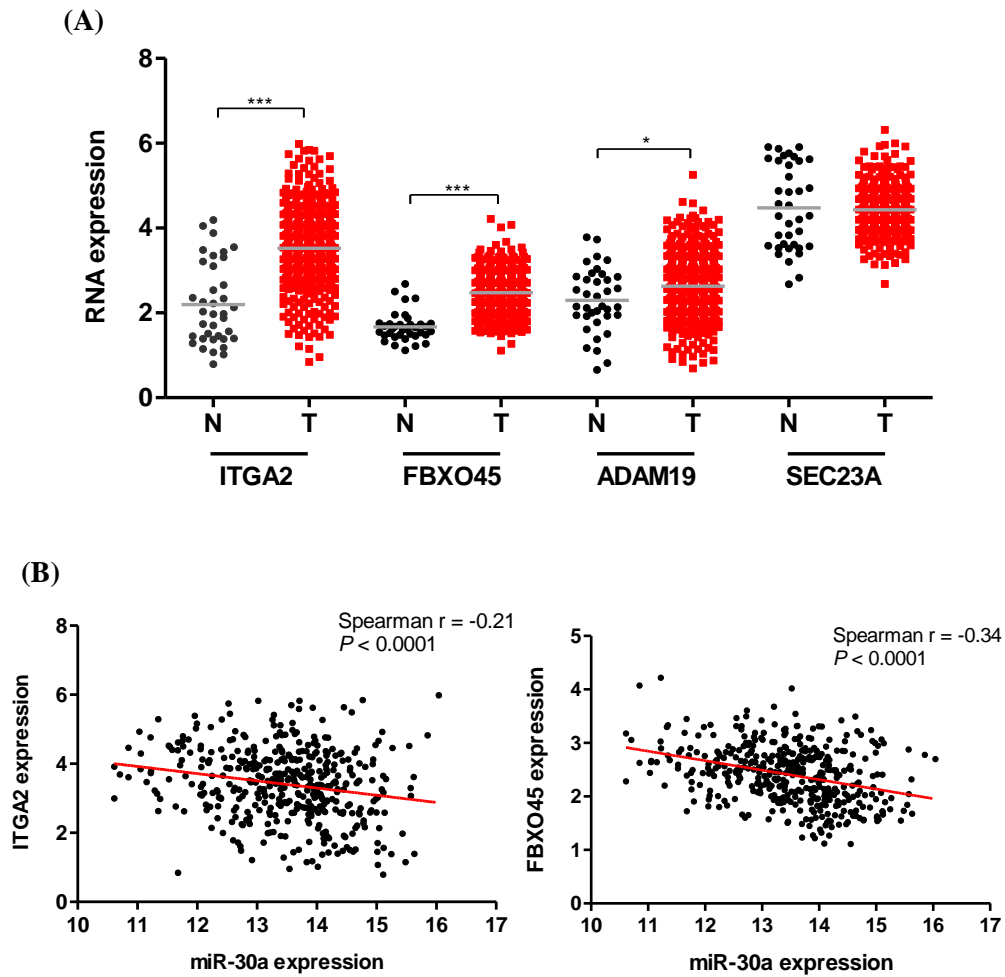 (A)
8
6
4
2
0
RNA expression
***
***
*
N T N T N T N T
ITGA2 FBXO45 ADAM19 SEC23A
(B)
Spearman r = -0.21
P < 0.0001
8
6
4
2
0
ITGA2 expression
10 11 12 13 14 15 16 17
miR-30a expression
Spearman r = -0.34
P < 0.0001
5
4
3
2
1
0
FBXO45 expression
10 11 12 13 14 15 16 17
miR-30a expression